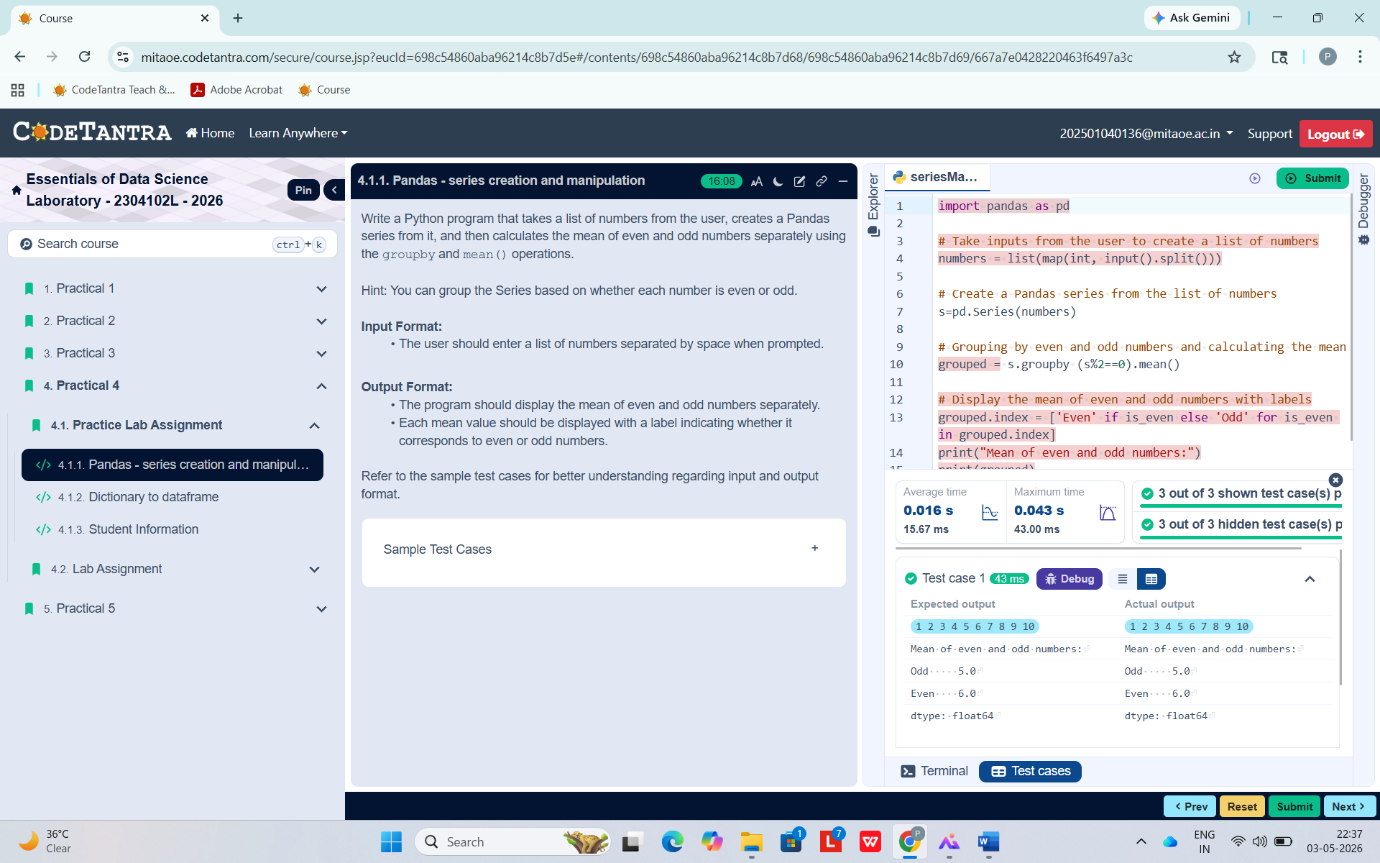 Course
Ask Gemini
mitaoe.codetantra.com/secure/course.jsp?eucId=698c54860aba96214c8b7d5e#/contents/698c54860aba96214c8b7d68/698c54860aba96214c8b7d69/667a7e0428220463f6497a3c
P
CodeTantra Teach &...
Adobe Acrobat
Course
CODETANTRA
Home
Learn Anywhere
202501040136@mitaoe.ac.in
Support
Logout
Essentials of Data Science
Laboratory - 2304102L - 2026
Pin
Search course
ctrl + k
1. Practical 1
2. Practical 2
3. Practical 3
4. Practical 4
4.1. Practice Lab Assignment
4.1.1. Pandas - series creation and manipul...
4.1.2. Dictionary to dataframe
4.1.3. Student Information
4.2. Lab Assignment
5. Practical 5
4.1.1. Pandas - series creation and manipulation
16:08
AA
Write a Python program that takes a list of numbers from the user, creates a Pandas
series from it, and then calculates the mean of even and odd numbers separately using
the groupby and mean() operations.
Hint: You can group the Series based on whether each number is even or odd.
Input Format:
• The user should enter a list of numbers separated by space when prompted.
Output Format:
• The program should display the mean of even and odd numbers separately.
• Each mean value should be displayed with a label indicating whether it
corresponds to even or odd numbers.
Refer to the sample test cases for better understanding regarding input and output
format.
Sample Test Cases
+
Explorer
seriesMa...
Submit
Debugger
1 import pandas as pd
2
3 # Take inputs from the user to create a list of numbers
4 numbers = list(map(int, input().split()))
5
6 # Create a Pandas series from the list of numbers
7 s=pd.Series(numbers)
8
9 # Grouping by even and odd numbers and calculating the mean
10 grouped = s.groupby (s%2==0).mean()
11
12 # Display the mean of even and odd numbers with labels
13 grouped.index = ['Even' if is_even else 'Odd' for is_even
in grouped.index]
14 print("Mean of even and odd numbers:")
15 print(grouped)
Average time
0.016 s
15.67 ms
Maximum time
0.043 s
43.00 ms
3 out of 3 shown test case(s) p
3 out of 3 hidden test case(s) p
Test case 1
43 ms
Debug
Expected output
Actual output
1 2 3 4 5 6 7 8 9 10
1 2 3 4 5 6 7 8 9 10
Mean·of·even·and·odd·numbers:
Mean·of·even·and·odd·numbers:
Odd·····5.0
Odd·····5.0
Even····6.0
Even····6.0
dtype:·float64
dtype:·float64
Terminal
Test cases
Prev
Reset
Submit
Next
36°C
Clear
Search
1
L
7
W
P
W
ENG
IN
22:37
03-05-2026